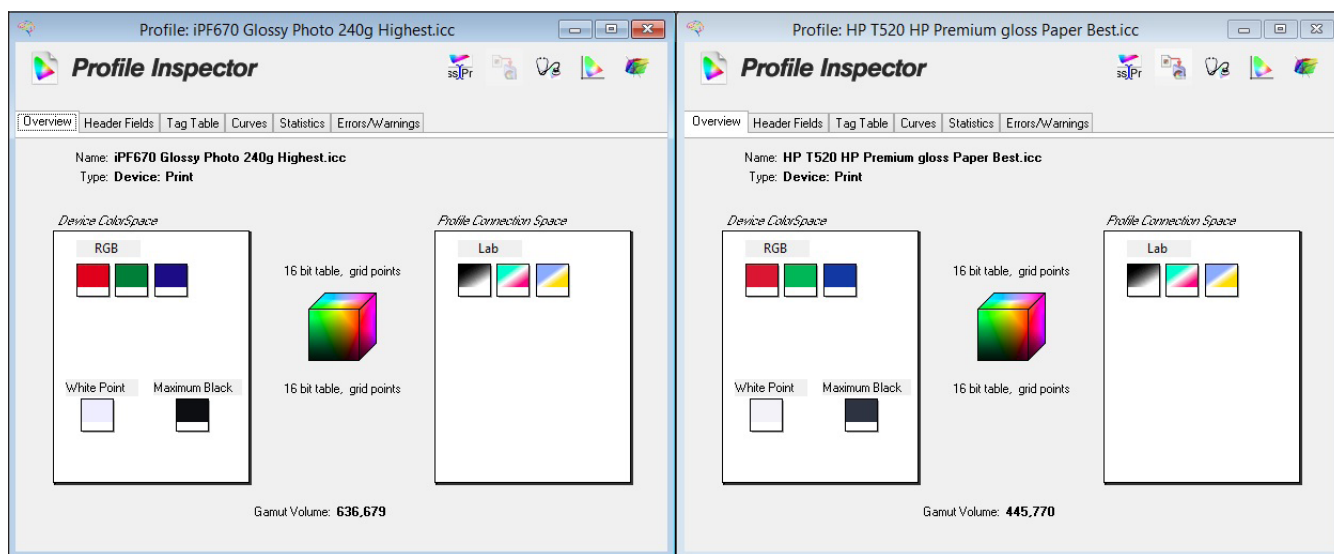 Profile: iPF670 Glossy Photo 240g Highest.icc
Profile Inspector
Overview Header Fields Tag Table Curves Statistics Errors/Warnings
Name: iPF670 Glossy Photo 240g Highest.icc
Type: Device: Print
Device ColorSpace
Profile Connection Space
RGB
Lab
16 bit table, grid points
White Point Maximum Black
16 bit table, grid points
Gamut Volume: 636,679
Profile: HP T520 HP Premium gloss Paper Best.icc
Profile Inspector
Overview Header Fields Tag Table Curves Statistics Errors/Warnings
Name: HP T520 HP Premium gloss Paper Best.icc
Type: Device: Print
Device ColorSpace
Profile Connection Space
RGB
Lab
16 bit table, grid points
White Point Maximum Black
16 bit table, grid points
Gamut Volume: 445,770